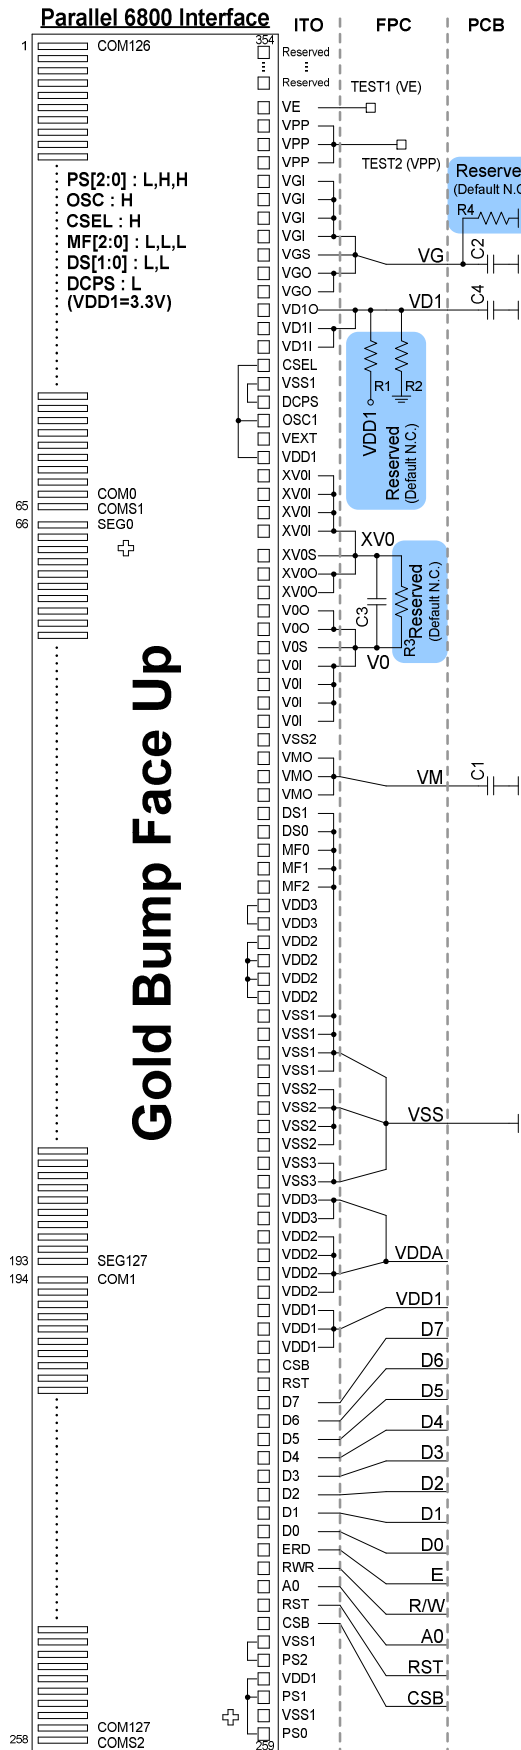 Parallel 6800 Interface
ITO
FPC
PCB
1
COM126
354
Reserved
Reserved
VE
TEST1 (VE)
VPP
VPP
TEST2 (VPP)
VPP
PS[2:0] : L,H,H
OSC : H
CSEL : H
MF[2:0] : L,L,L
DS[1:0] : L,L
DCPS : L
(VDD1=3.3V)
VGI
VGI
VGI
VGI
VGS
VGO
VGO
VG
(Default N.C
R4
C2
VD1O
VD1I
VD1I
VD1
C4
R1
R2
VDD1
Reserved
(Default N.C.)
CSEL
VSS1
DCPS
OSC1
VEXT
VDD1
XV0I
XV0I
XV0I
XV0I
COM0
65
COMS1
66
SEG0
XV0S
XV0O
XV0O
V0O
V0O
V0S
V0I
V0I
V0I
V0I
XV0
C3
V0
R3
Reserved
(Default N.C.)
Gold Bump Face Up
VSS2
VMO
VMO
VMO
VM
C1
DS1
DS0
MF0
MF1
MF2
VDD3
VDD3
VDD2
VDD2
VDD2
VDD2
VSS1
VSS1
VSS1
VSS1
VSS2
VSS2
VSS2
VSS2
VSS
VSS3
VSS3
VDD3
VDD3
VDD2
VDD2
VDD2
VDD2
VDDA
193
SEG127
194
COM1
VDD1
VDD1
VDD1
VDD1
CSB
RST
D7
D6
D5
D4
D3
D2
D1
D0
ERD
RWR
A0
RST
CSB
D7
D6
D5
D4
D3
D2
D1
D0
E
R/W
A0
RST
CSB
VSS1
PS2
VDD1
PS1
VSS1
PS0
COM127
258
COMS2
259